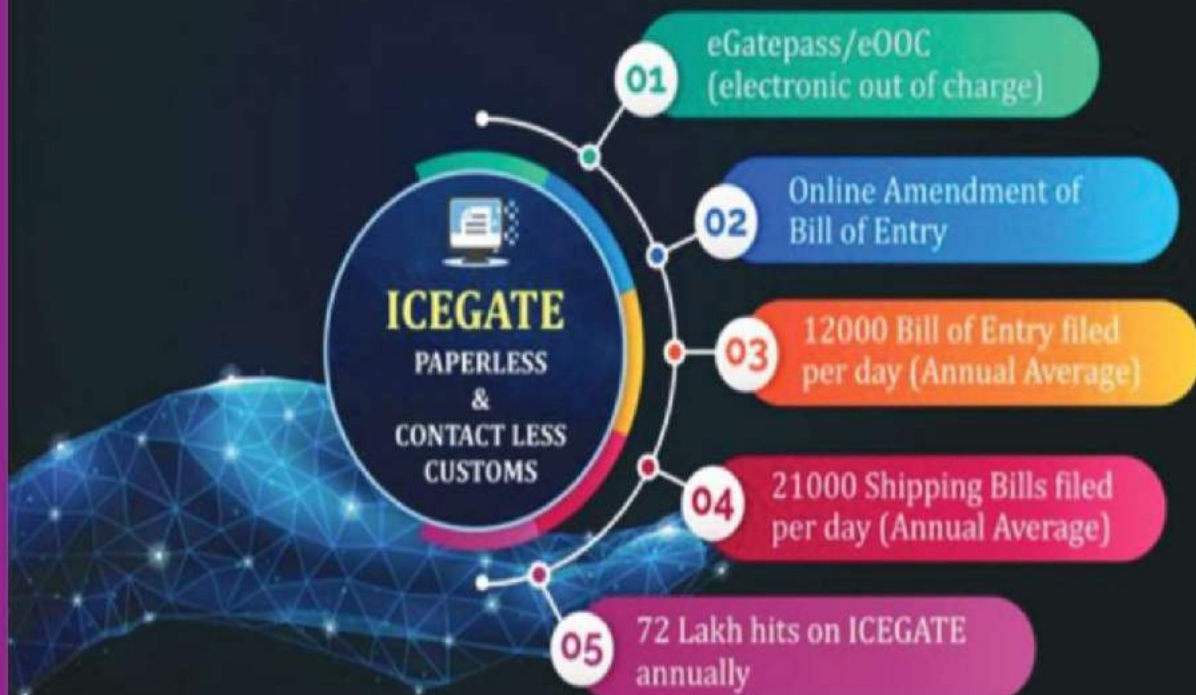 ICEGATE
PAPERLESS
&
CONTACT LESS
CUSTOMS
01
eGatepass/eOOC
(electronic out of charge)
02
Online Amendment of
Bill of Entry
03
12000 Bill of Entry filed
per day (Annual Average)
04
21000 Shipping Bills filed
per day (Annual Average)
05
72 Lakh hits on ICEGATE
annually